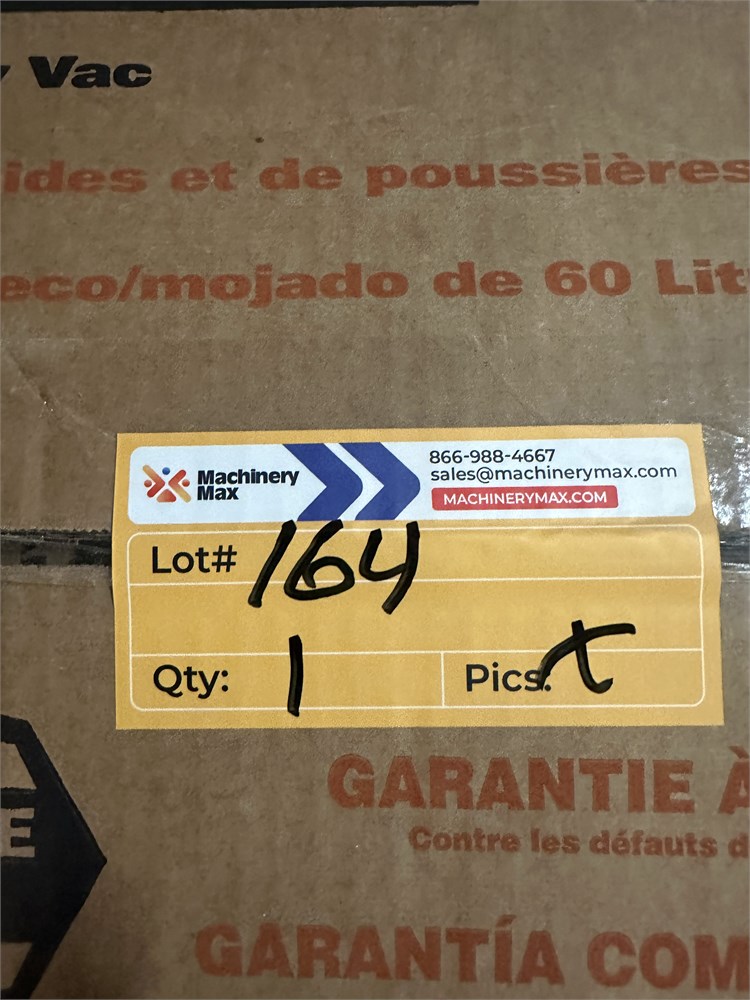 Vac
ides et de poussières
eco/mojado de 60 Lit
Machinery
Max
866-988-4667
sales@machinerymax.com
MACHINERYMAX.COM
Lot# 164
Qty: 1
Pics:
GARANTIE À
Contre les défauts d
GARANTÍA COM